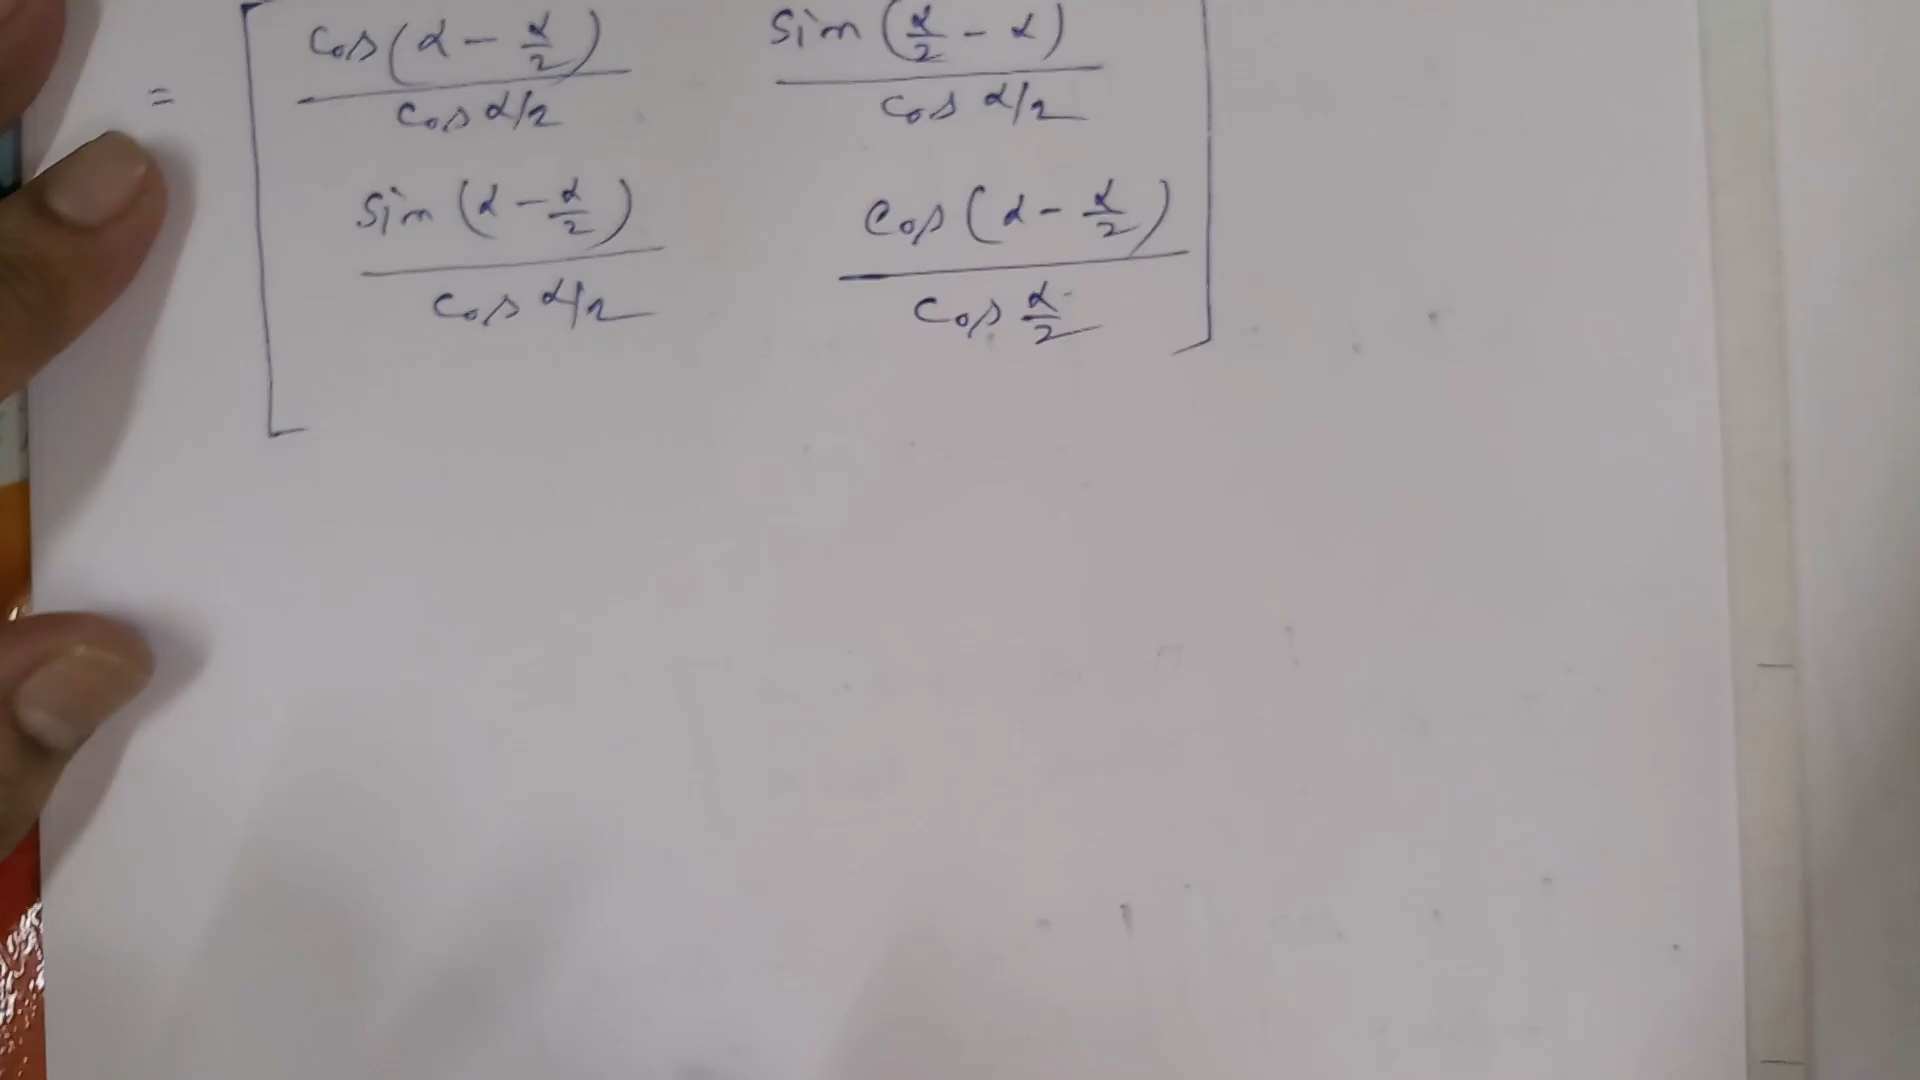 cos(α − α/2) sin(α/2 − α)
= cos α/2 cos α/2
sin(α − α/2) cos(α − α/2)
cos α/2 cos α/2